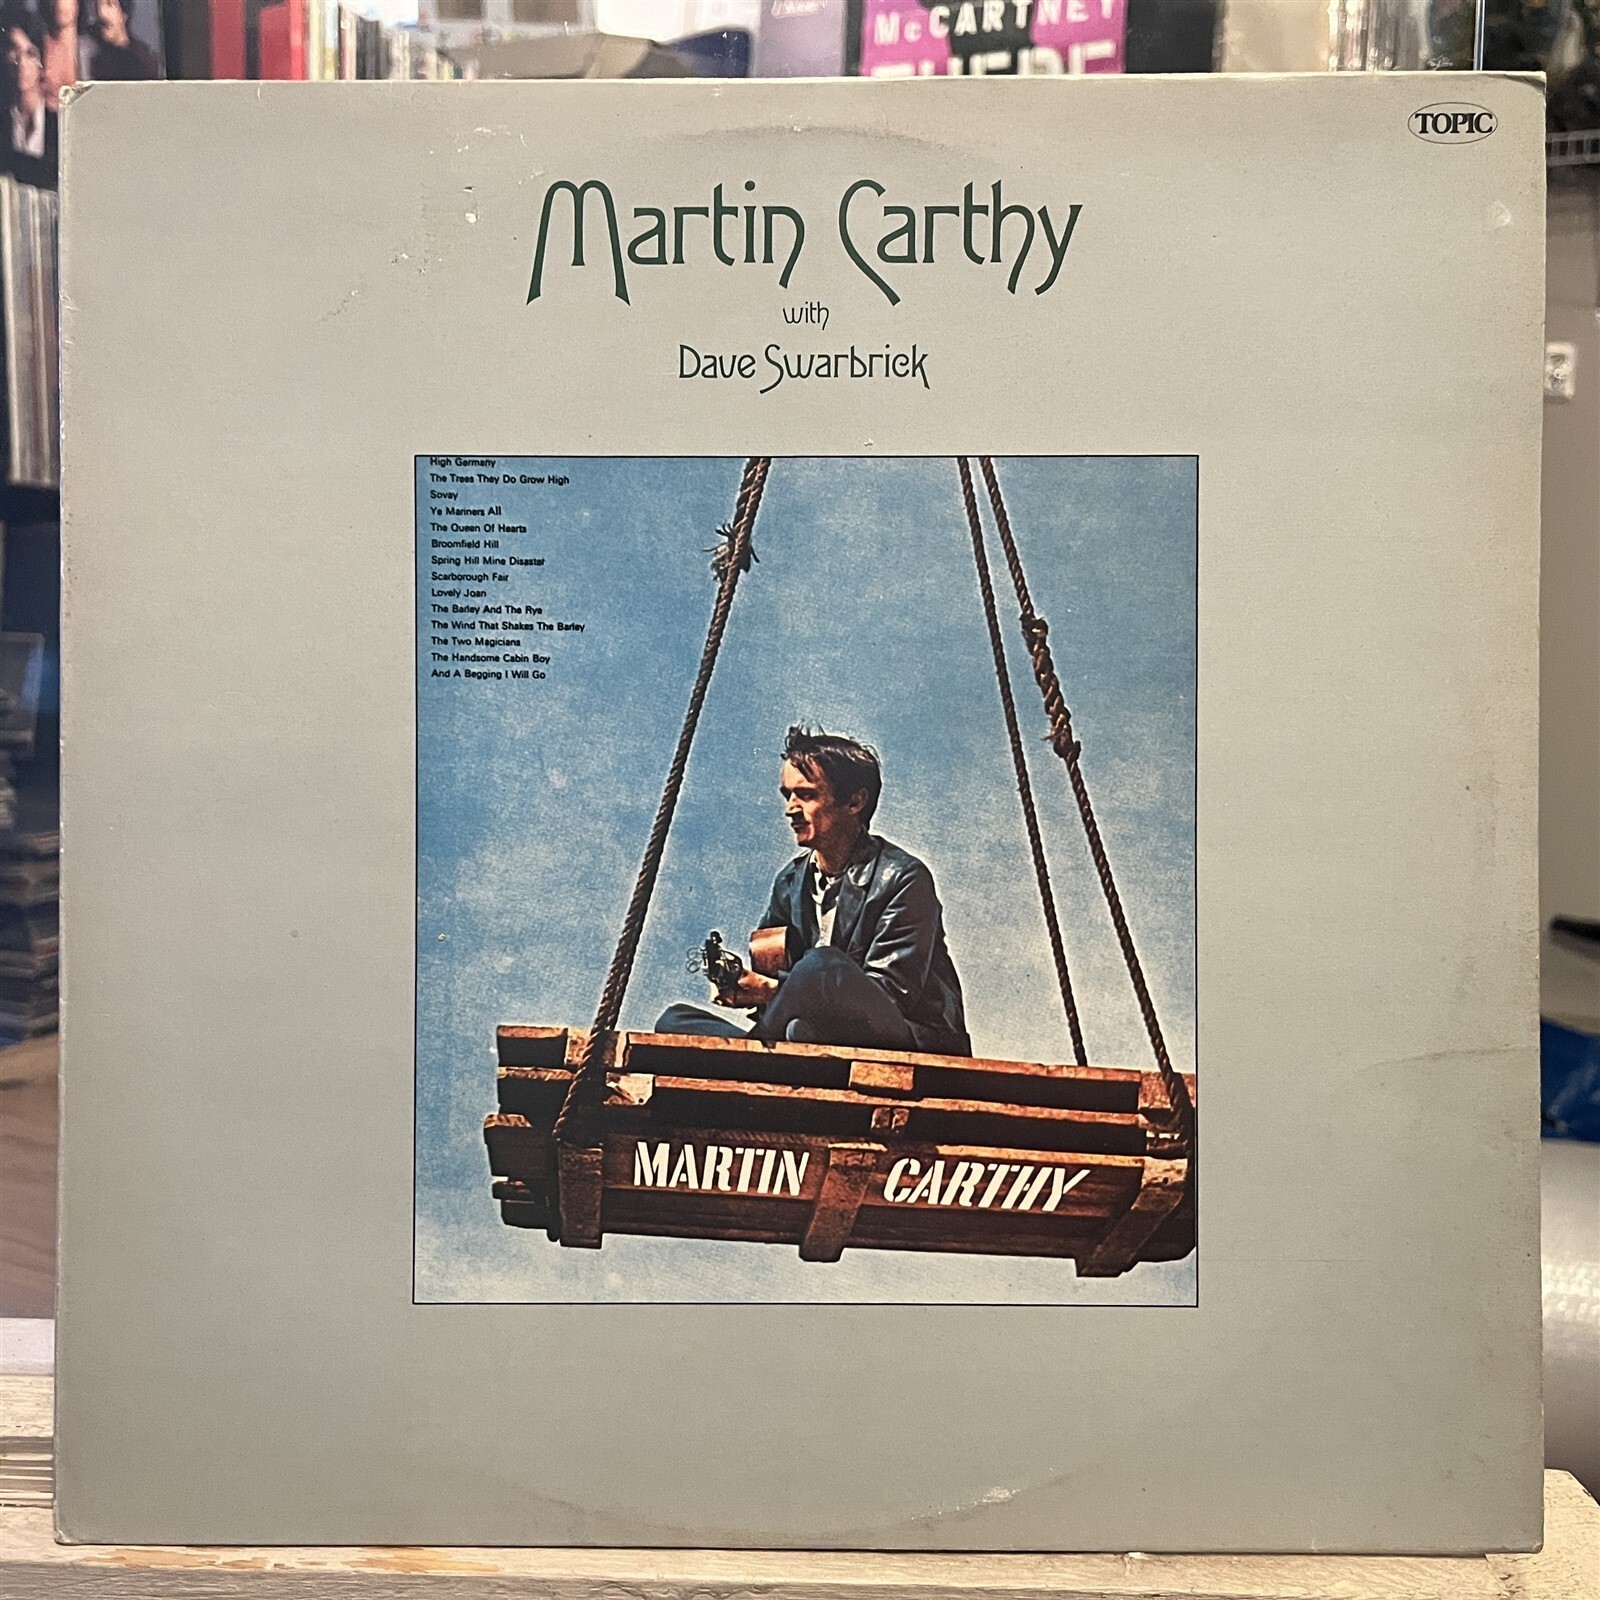 McCARTNEY
TOPIC
Martin Carthy
with
Dave Swarbrick
High Germany
The Trees They Do Grow High
Sovay
Ye Mariners All
The Queen Of Hearts
Broomfield Hill
Spring Hill Mine Disaster
Scarborough Fair
Lovely Joan
The Barley And The Rye
The Wind That Shakes The Barley
The Two Magicians
The Handsome Cabin Boy
And A Begging I Will Go
MARTIN CARTHY